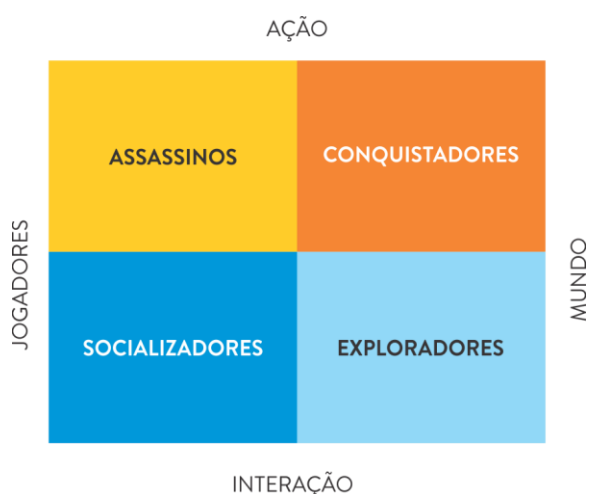 AÇÃO
ASSASSINOS
CONQUISTADORES
JOGADORES
MUNDO
SOCIALIZADORES
EXPLORADORES
INTERAÇÃO